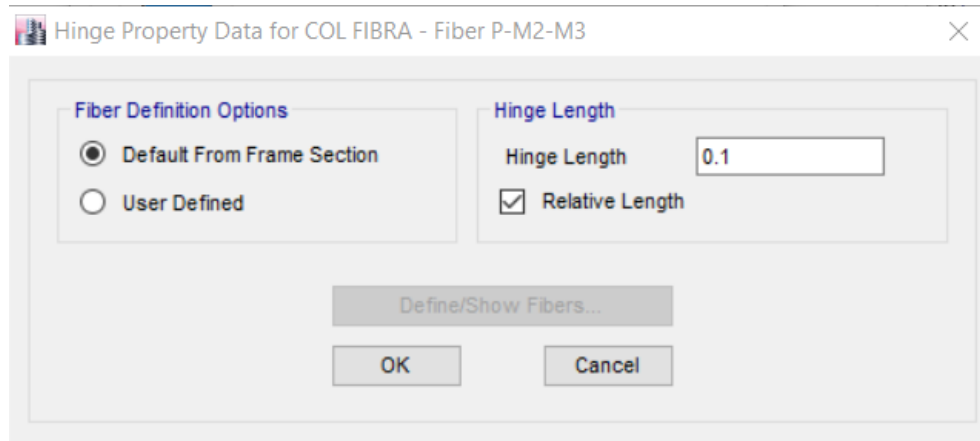 Hinge Property Data for COL FIBRA - Fiber P-M2-M3
Fiber Definition Options
Default From Frame Section
User Defined
Hinge Length
Hinge Length 0.1
Relative Length
Define/Show Fibers...
OK Cancel